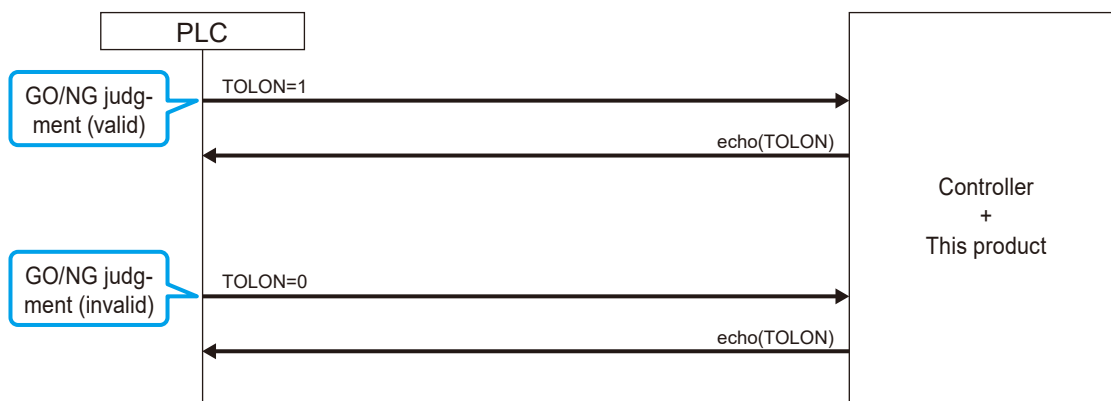 PLC
GO/NG judg-
ment (valid)
TOLON=1
echo(TOLON)
Controller
+
This product
GO/NG judg-
ment (invalid)
TOLON=0
echo(TOLON)